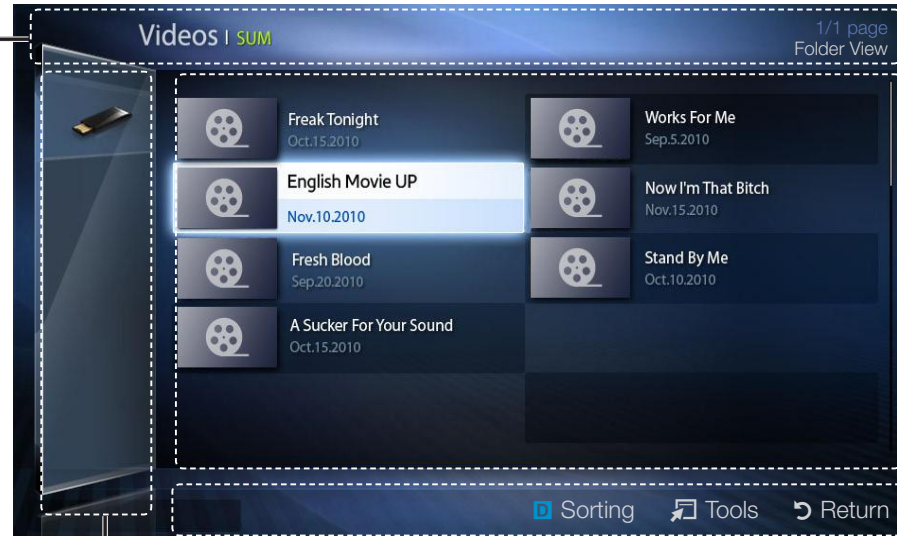 Videos | SUM
1/1 page
Folder View
Freak Tonight
Oct.15.2010
Works For Me
Sep.5.2010
English Movie UP
Nov.10.2010
Now I'm That Bitch
Nov.15.2010
Fresh Blood
Sep.20.2010
Stand By Me
Oct.10.2010
A Sucker For Your Sound
Oct.15.2010
D Sorting
Tools
Return